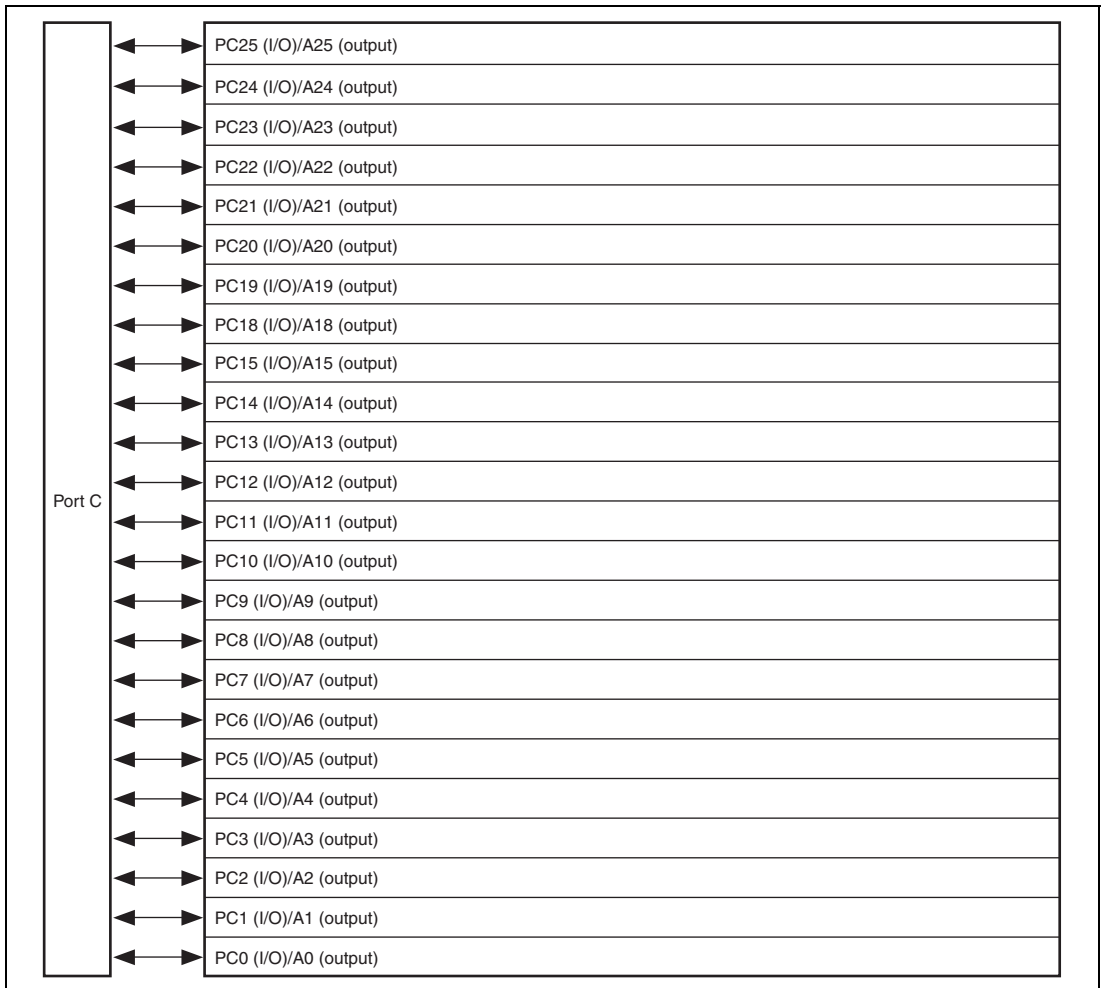 PC25 (I/O)/A25 (output)
PC24 (I/O)/A24 (output)
PC23 (I/O)/A23 (output)
PC22 (I/O)/A22 (output)
PC21 (I/O)/A21 (output)
PC20 (I/O)/A20 (output)
PC19 (I/O)/A19 (output)
PC18 (I/O)/A18 (output)
PC15 (I/O)/A15 (output)
PC14 (I/O)/A14 (output)
PC13 (I/O)/A13 (output)
PC12 (I/O)/A12 (output)
Port C
PC11 (I/O)/A11 (output)
PC10 (I/O)/A10 (output)
PC9 (I/O)/A9 (output)
PC8 (I/O)/A8 (output)
PC7 (I/O)/A7 (output)
PC6 (I/O)/A6 (output)
PC5 (I/O)/A5 (output)
PC4 (I/O)/A4 (output)
PC3 (I/O)/A3 (output)
PC2 (I/O)/A2 (output)
PC1 (I/O)/A1 (output)
PC0 (I/O)/A0 (output)